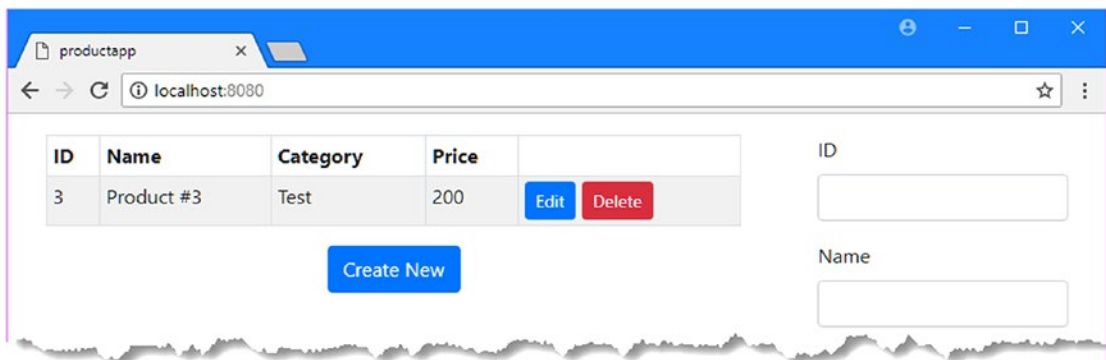 productapp
localhost:8080
ID Name Category Price
3 Product #3 Test 200 Edit Delete
Create New
ID
Name